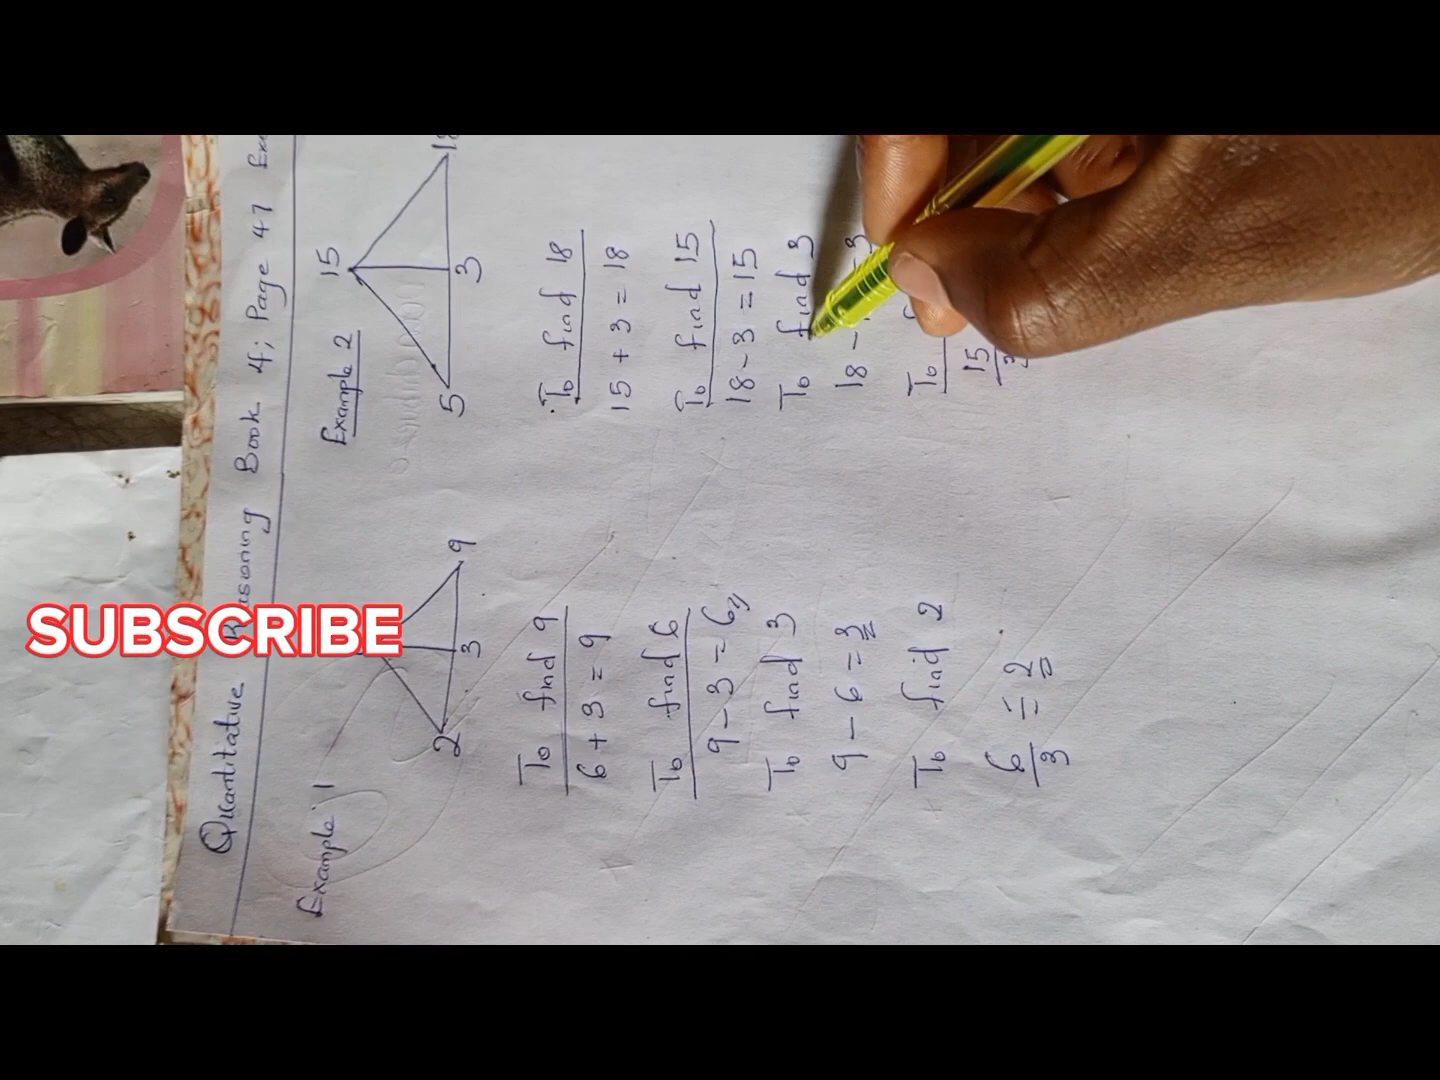 Quantitative Reasoning Book 4; Page 47
Example 1
2
3
9
To find 9
6 + 3 = 9
To find 6
9 - 3 = 6
To find 3
9 - 6 = 3
To find 2
6/3 = 2
Example 2
15
5
3
18
To find 18
15 + 3 = 18
To find 15
18 - 3 = 15
To find 3
18 -
To
15
SUBSCRIBE